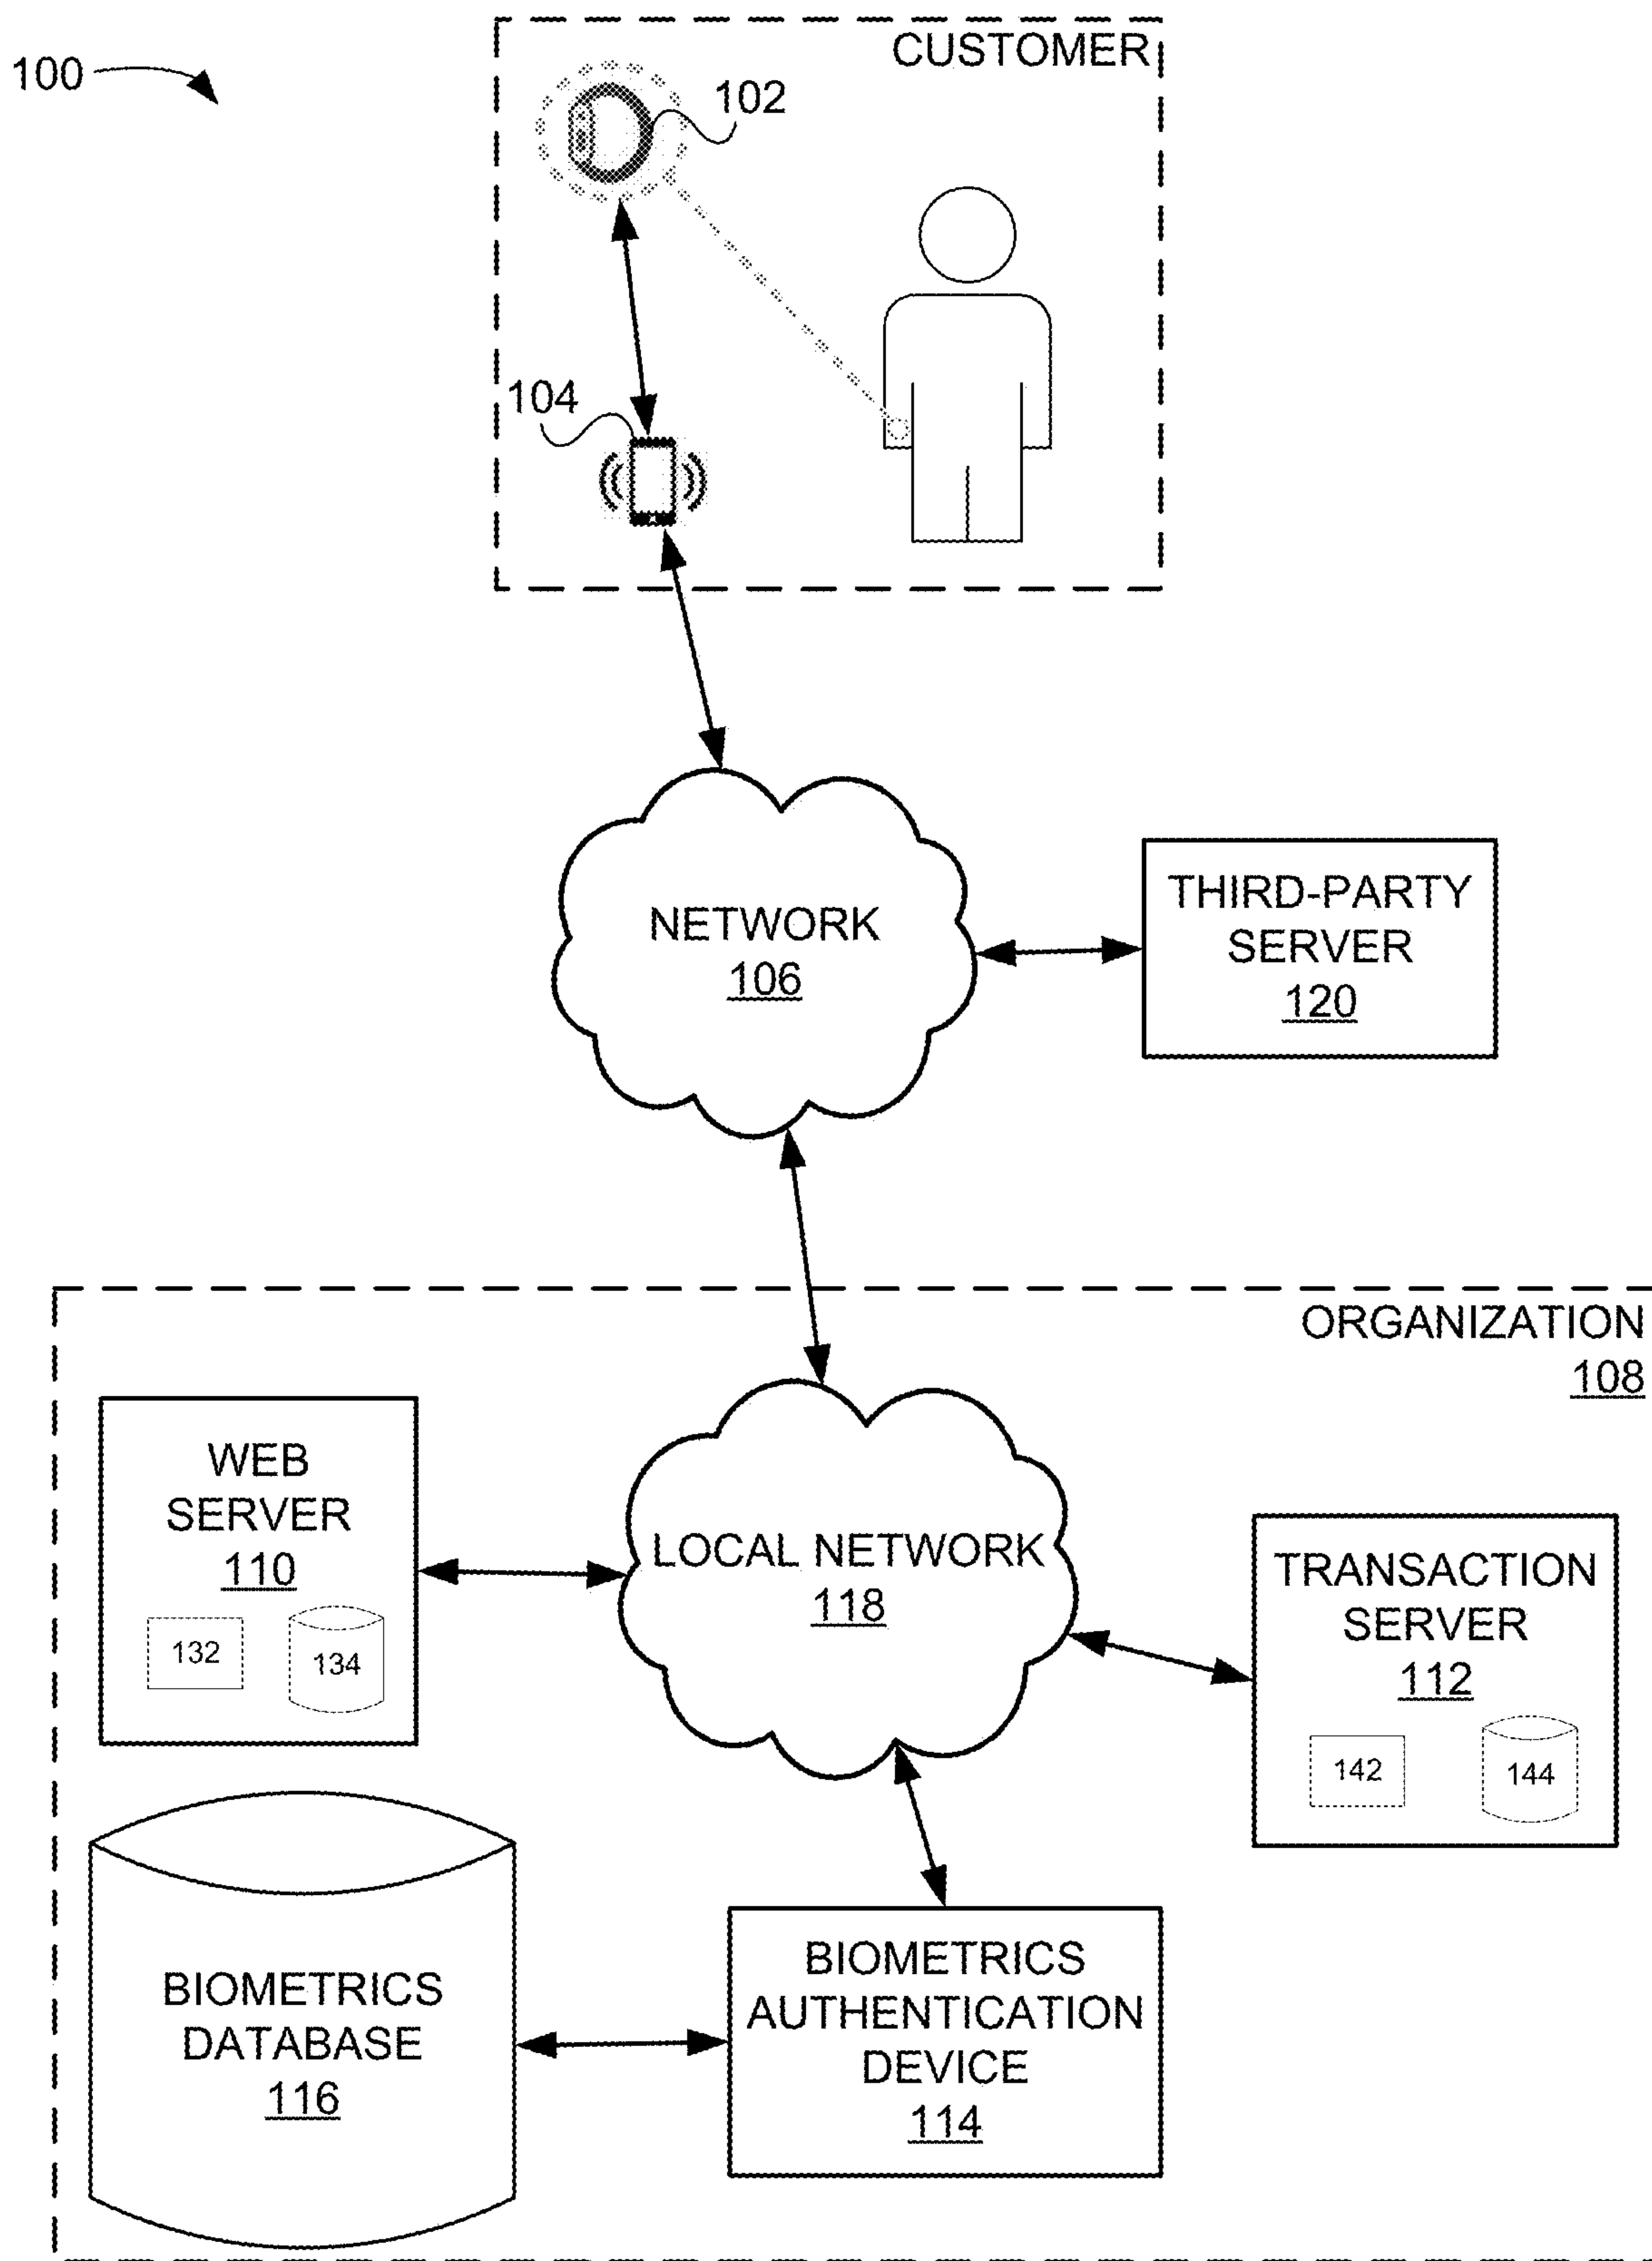 CUSTOMER
100
102
104
NETWORK
106
THIRD-PARTY
SERVER
120
ORGANIZATION
108
WEB
SERVER
110
132
134
LOCAL NETWORK
118
TRANSACTION
SERVER
112
142
144
BIOMETRICS
DATABASE
116
BIOMETRICS
AUTHENTICATION
DEVICE
114